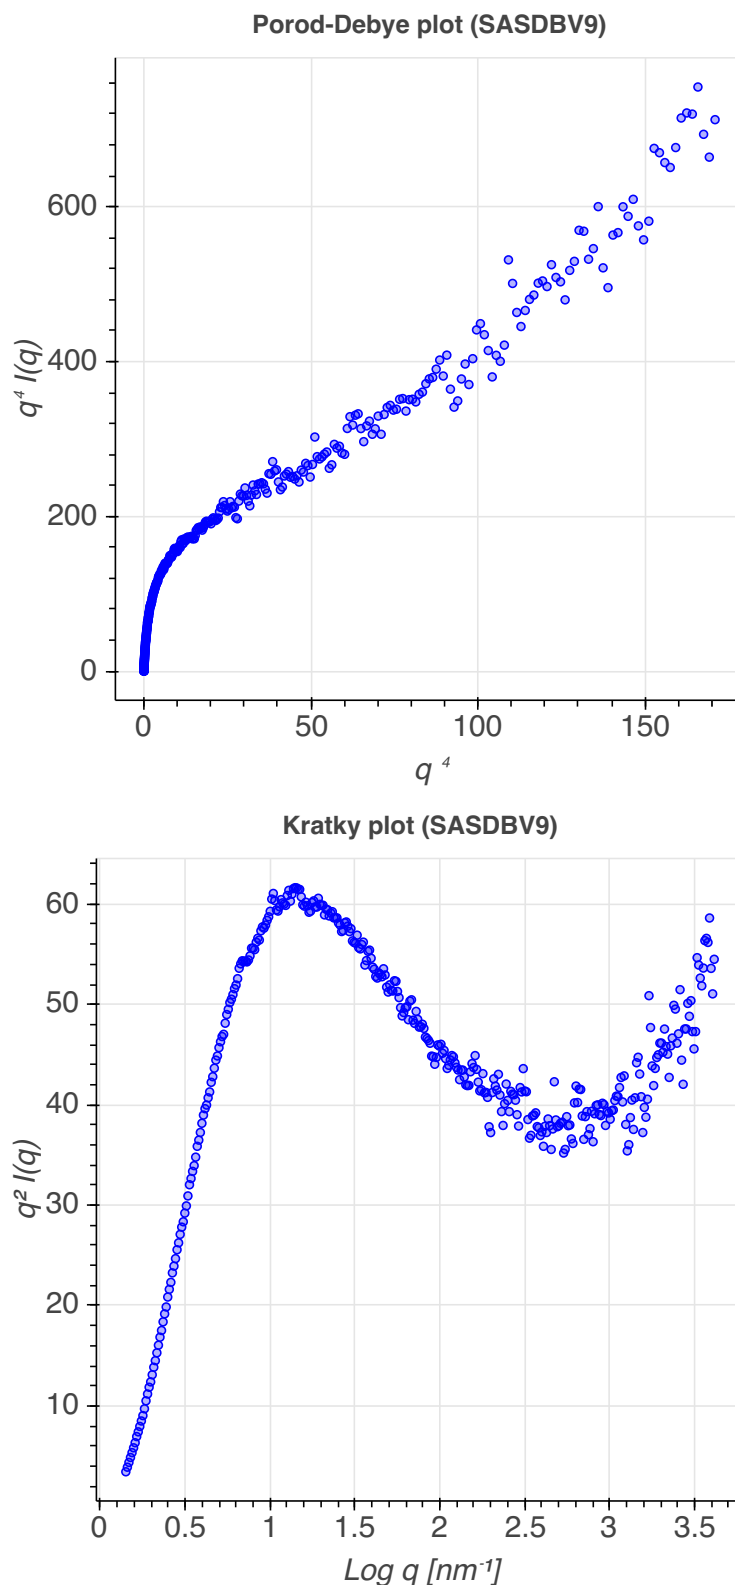 Porod-Debye plot (SASDBV9)
600
400
200
0
q⁴ I(q)
0 50 100 150
q ⁴
Kratky plot (SASDBV9)
60
50
40
30
20
10
q² I(q)
0 0.5 1 1.5 2 2.5 3 3.5
Log q [nm⁻¹]